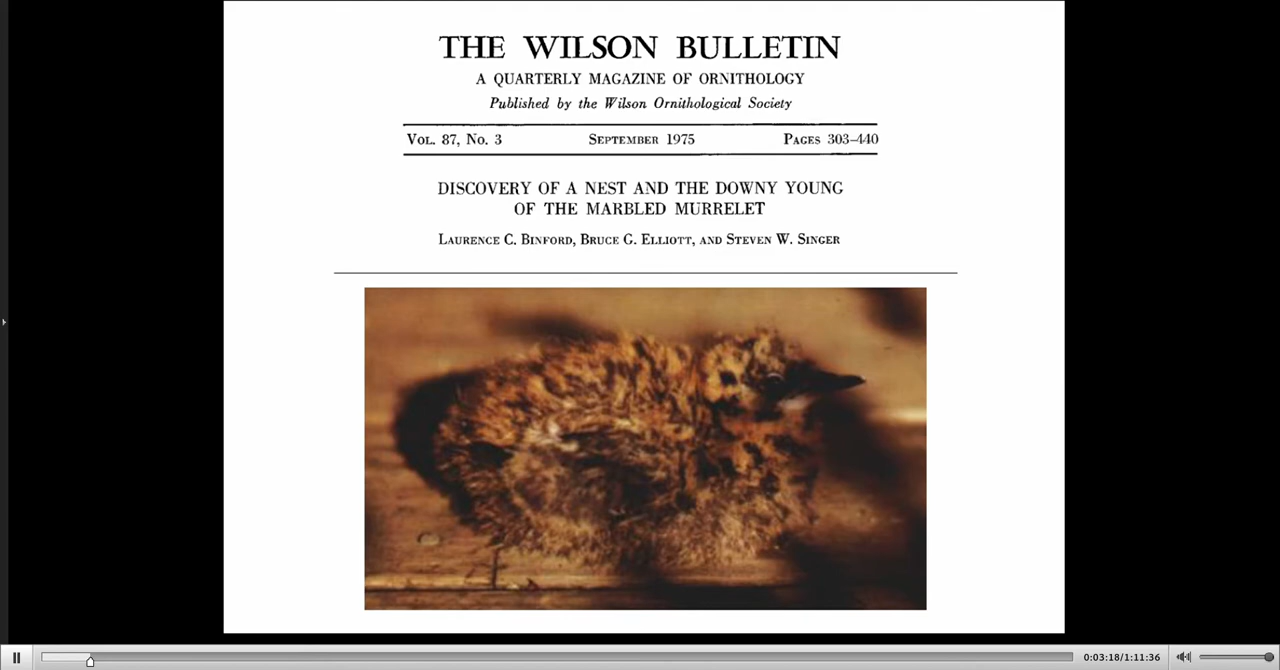 THE WILSON BULLETIN
A QUARTERLY MAGAZINE OF ORNITHOLOGY
Published by the Wilson Ornithological Society
VOL. 87, NO. 3 SEPTEMBER 1975 PAGES 303–440
DISCOVERY OF A NEST AND THE DOWNY YOUNG
OF THE MARBLED MURRELET
LAURENCE C. BINFORD, BRUCE G. ELLIOTT, AND STEVEN W. SINGER
0:03:18/1:11:36